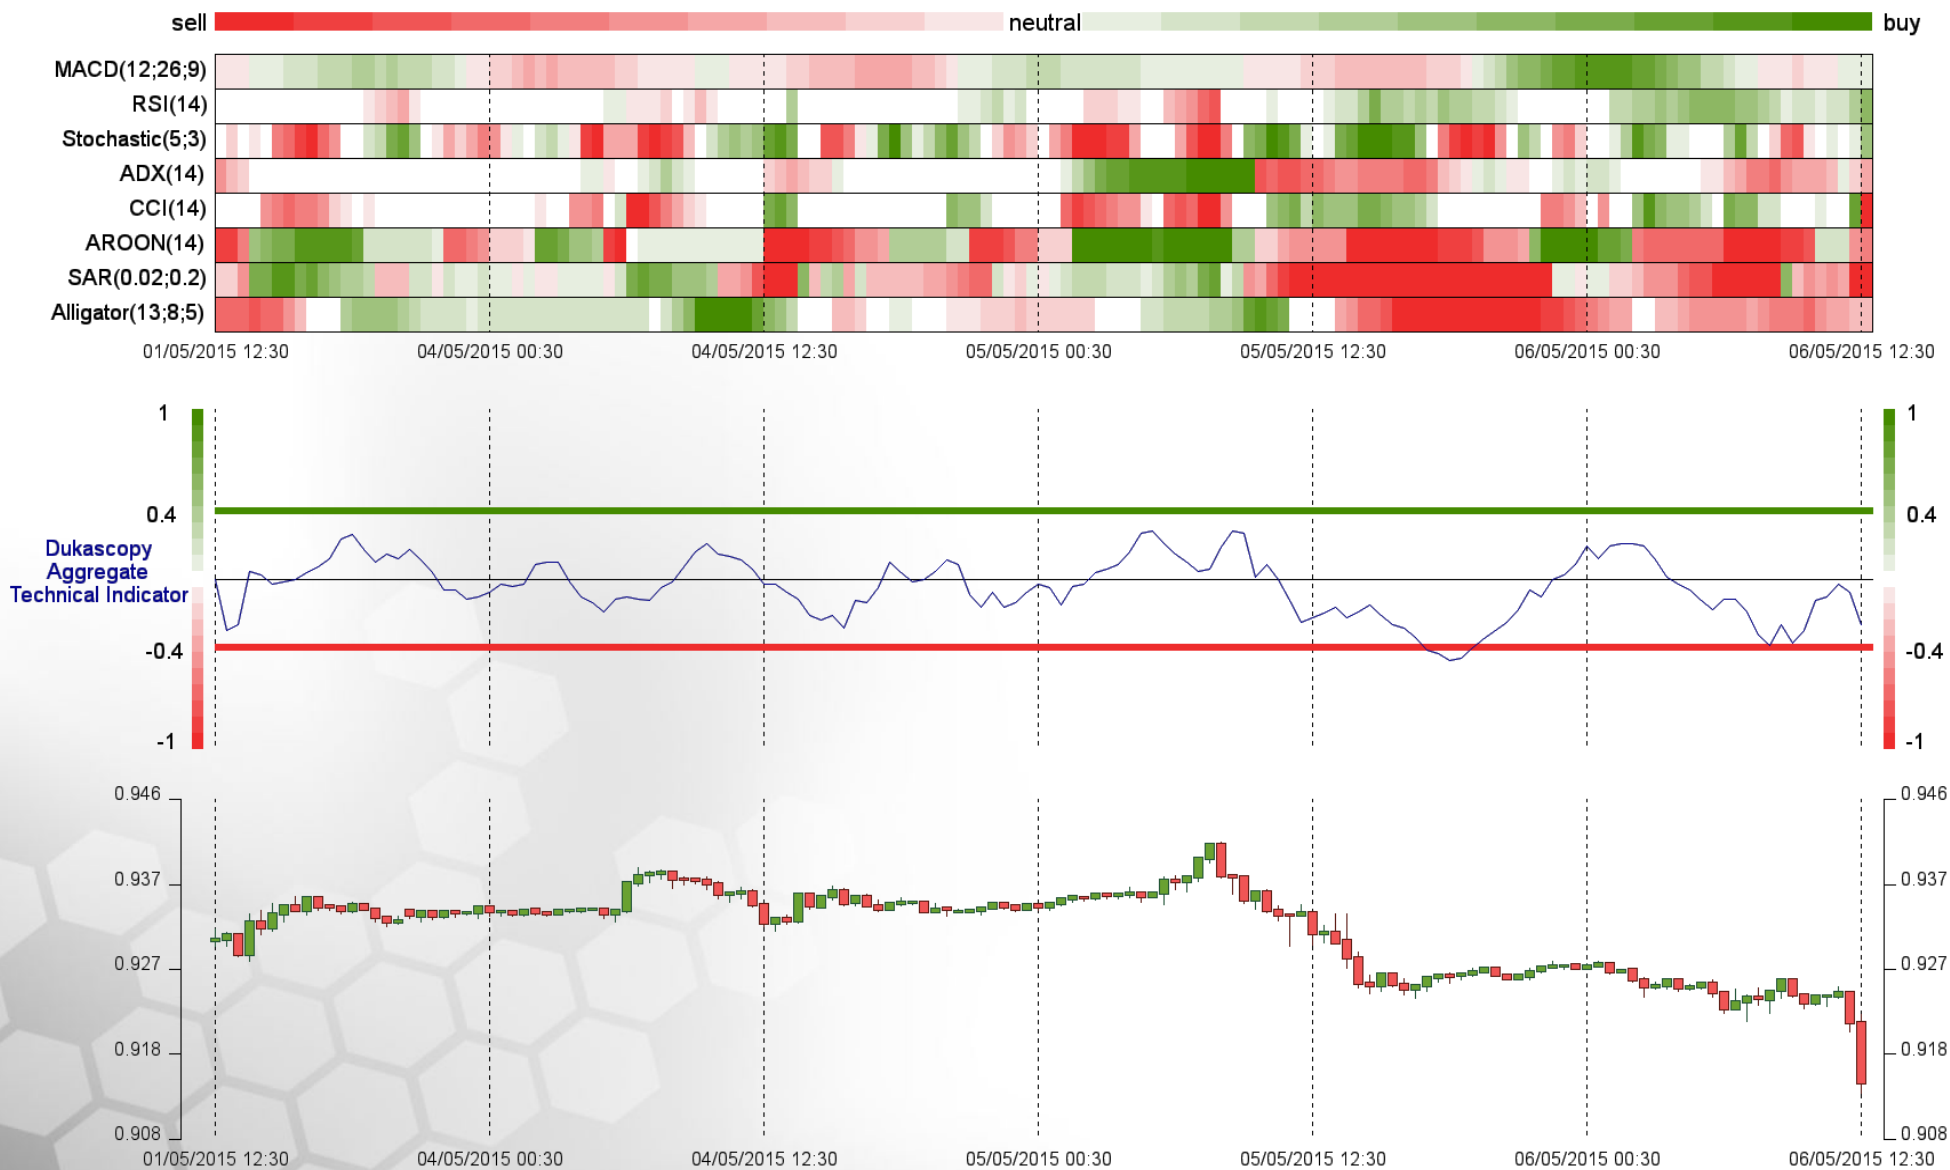 sell neutral buy
MACD(12;26;9)
RSI(14)
Stochastic(5;3)
ADX(14)
CCI(14)
AROON(14)
SAR(0.02;0.2)
Alligator(13;8;5)
01/05/2015 12:30 04/05/2015 00:30 04/05/2015 12:30 05/05/2015 00:30 05/05/2015 12:30 06/05/2015 00:30 06/05/2015 12:30
1 1
0.4 0.4
Dukascopy
Aggregate
Technical Indicator
-0.4 -0.4
-1 -1
0.946 0.946
0.937 0.937
0.927 0.927
0.918 0.918
0.908 0.908
01/05/2015 12:30 04/05/2015 00:30 04/05/2015 12:30 05/05/2015 00:30 05/05/2015 12:30 06/05/2015 00:30 06/05/2015 12:30